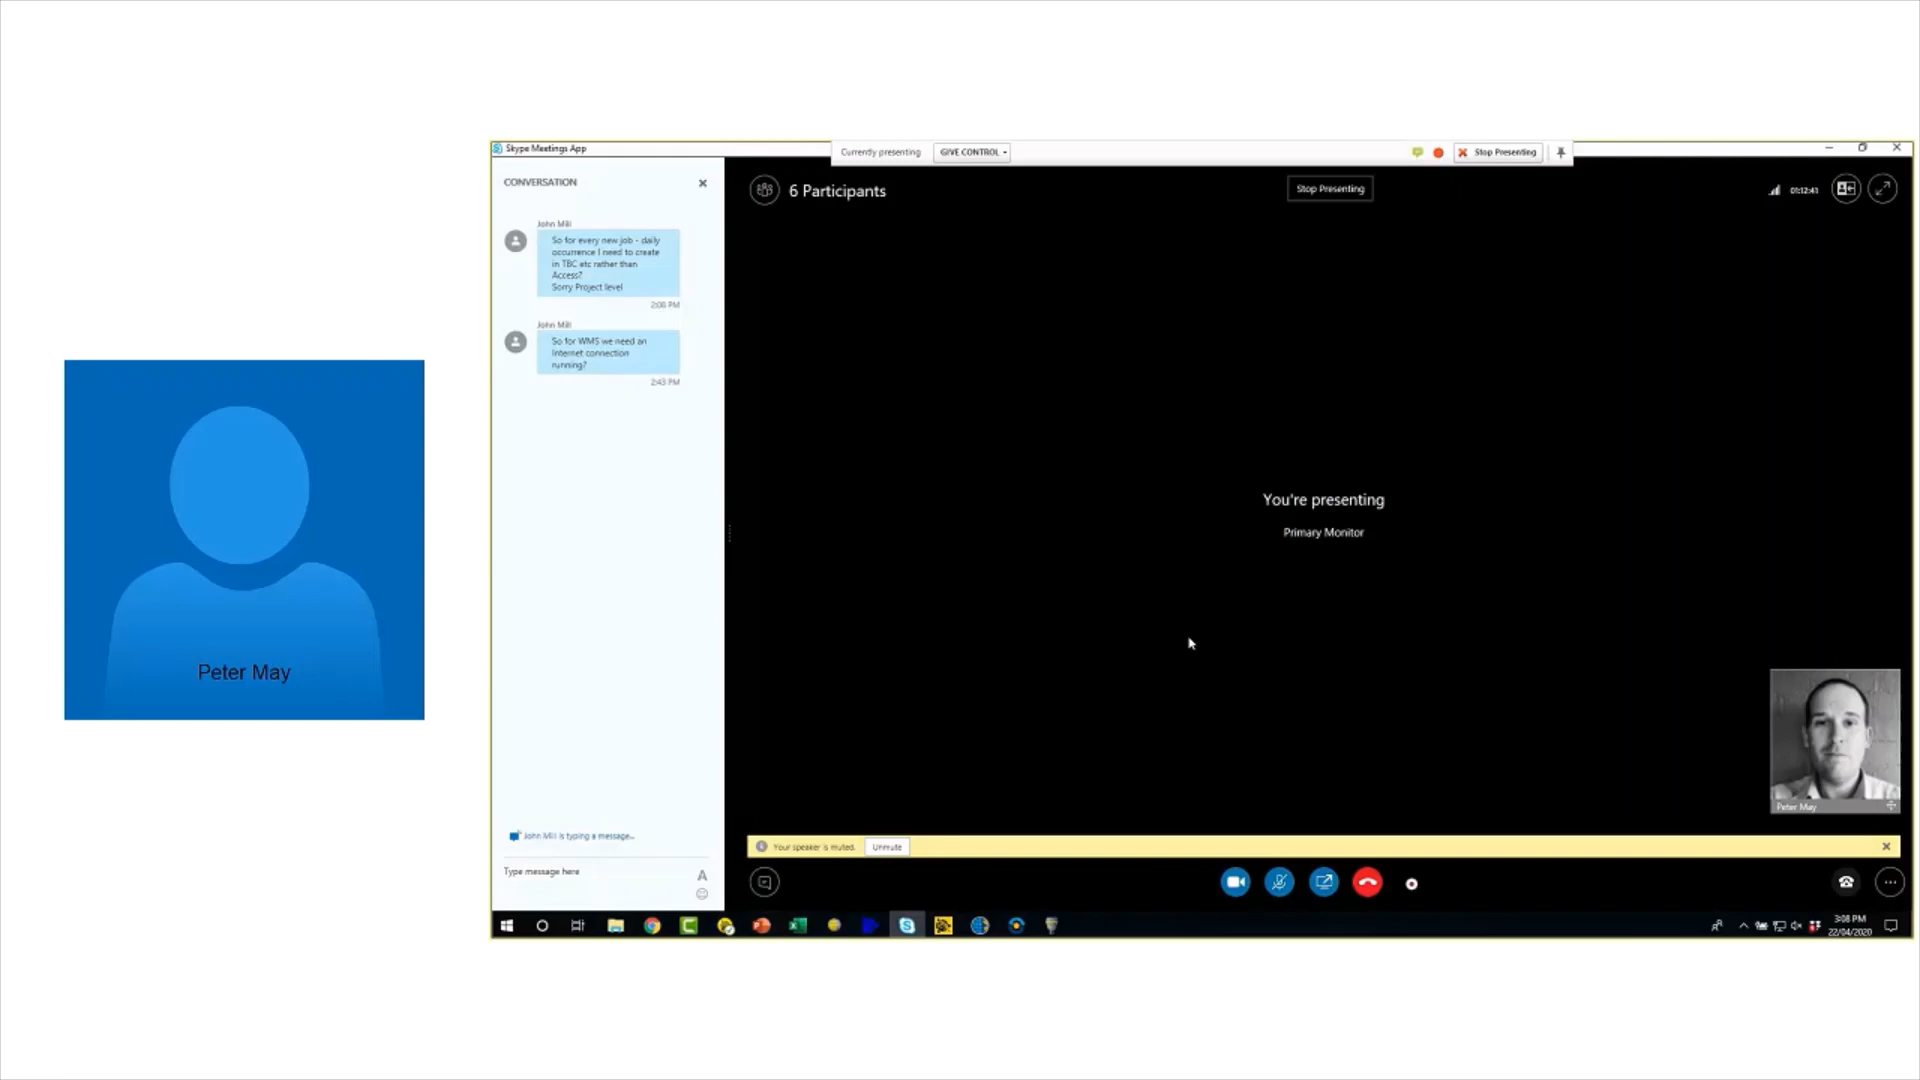 Skype Meetings App
Currently presenting
GIVE CONTROL
Stop Presenting
CONVERSATION
6 Participants
Stop Presenting
01:12:41
John Mill
So for every new job - daily
occurrence I need to create
in TBC etc rather than
Access?
Sorry Project level
2:08 PM
John Mill
So for WMS we need an
Internet connection
running?
2:43 PM
You're presenting
Primary Monitor
Peter May
Peter May
John Mill is typing a message...
Your speaker is muted.
Unmute
Type message here
A
3:08 PM
22/04/2020